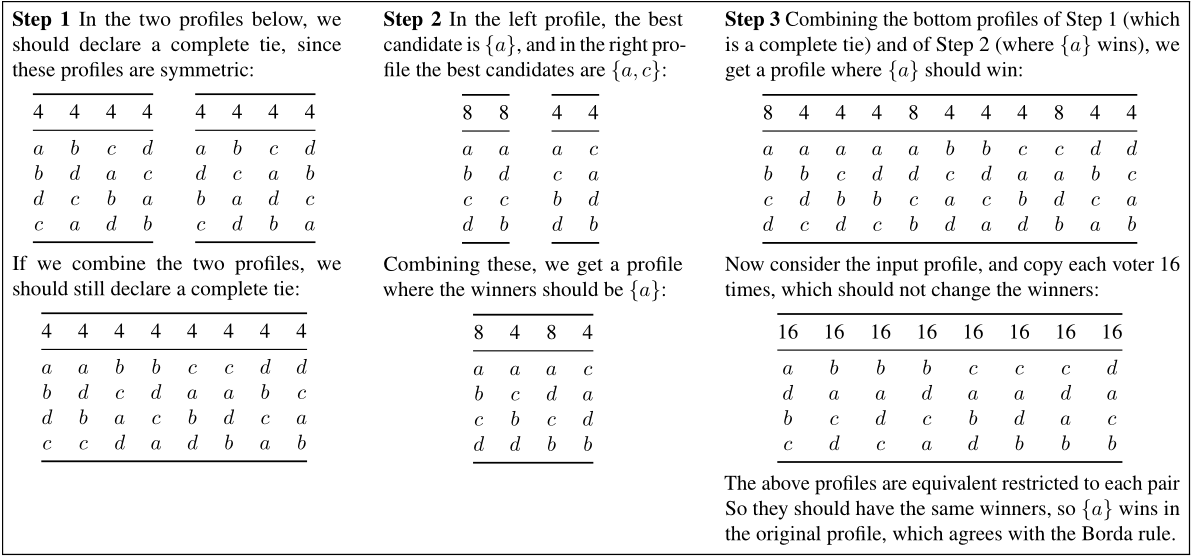 Step 1 In the two profiles below, we
should declare a complete tie, since
these profiles are symmetric:
4 4 4 4 4 4 4 4
a b c d a b c d
b d a c d c a b
d c b a b a d c
c a d b c d b a
If we combine the two profiles, we
should still declare a complete tie:
4 4 4 4 4 4 4 4
a a b b c c d d
b d c d a a b c
d b a c b d c a
c c d a d b a b
Step 2 In the left profile, the best
candidate is {a}, and in the right pro-
file the best candidates are {a, c}:
8 8 4 4
a a a c
b d c a
c c b d
d b d b
Combining these, we get a profile
where the winners should be {a}:
8 4 8 4
a a a c
b c d a
c b c d
d d b b
Step 3 Combining the bottom profiles of Step 1 (which
is a complete tie) and of Step 2 (where {a} wins), we
get a profile where {a} should win:
8 4 4 4 8 4 4 4 8 4 4
a a a a a b b c c d d
b b c d d c d a a b c
c d b b c a c b d c a
d c d c b d a d b a b
Now consider the input profile, and copy each voter 16
times, which should not change the winners:
16 16 16 16 16 16 16 16
a b b b c c c d
d a a d a a d a
b c d c b d a c
c d c a d b b b
The above profiles are equivalent restricted to each pair
So they should have the same winners, so {a} wins in
the original profile, which agrees with the Borda rule.